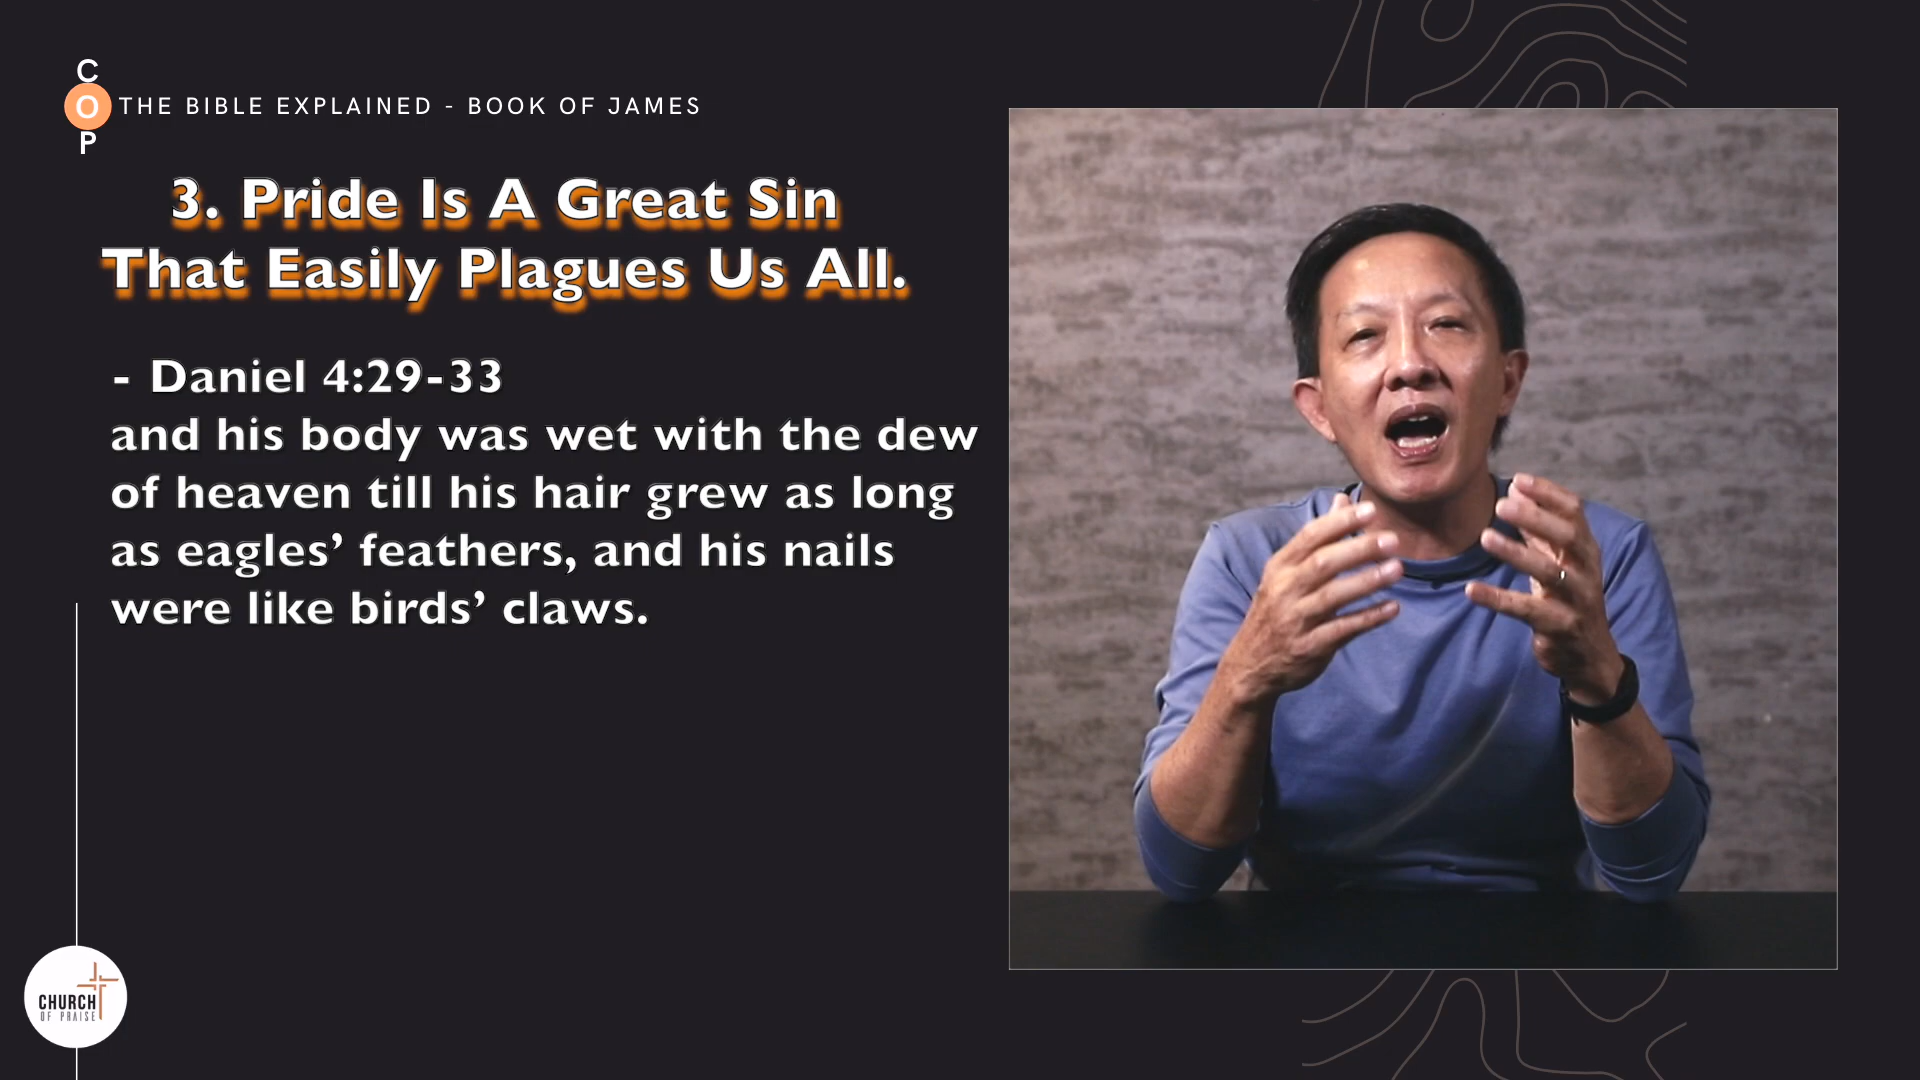 C
O
P
THE BIBLE EXPLAINED - BOOK OF JAMES
3. Pride Is A Great Sin
That Easily Plagues Us All.
- Daniel 4:29-33
and his body was wet with the dew
of heaven till his hair grew as long
as eagles’ feathers, and his nails
were like birds’ claws.
CHURCH
OF PRAISE